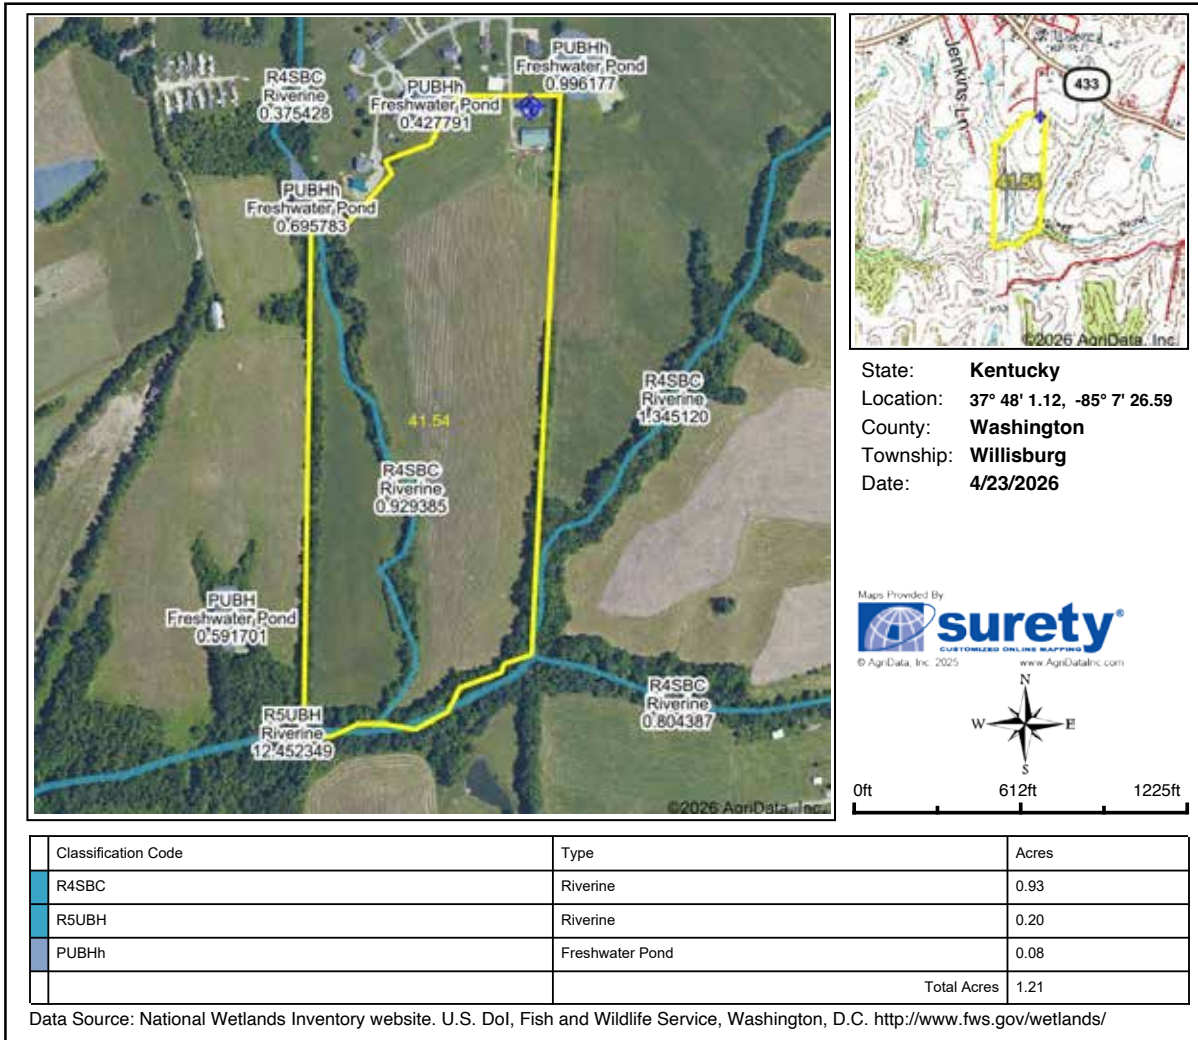 PUBHh
Freshwater Pond
0.996177
R4SBC
Riverine
0.375428
PUBHh
Freshwater Pond
0.427791
PUBHh
Freshwater Pond
0.695783
R4SBC
Riverine
1.345120
41.54
R4SBC
Riverine
0.929385
PUBH
Freshwater Pond
0.591701
R5UBH
Riverine
12.452349
R4SBC
Riverine
0.804387
©2026 AgriData, Inc.
Jenkins Ln
433
41.54
©2026 AgriData, Inc.
State: Kentucky
Location: 37° 48' 1.12, -85° 7' 26.59
County: Washington
Township: Willisburg
Date: 4/23/2026
Maps Provided By
surety®
CUSTOMIZED ONLINE MAPPING
© AgriData, Inc. 2025 www.AgriDataInc.com
N
W E
S
0ft 612ft 1225ft
Classification Code Type Acres
R4SBC Riverine 0.93
R5UBH Riverine 0.20
PUBHh Freshwater Pond 0.08
Total Acres 1.21
Data Source: National Wetlands Inventory website. U.S. DoI, Fish and Wildlife Service, Washington, D.C. http://www.fws.gov/wetlands/